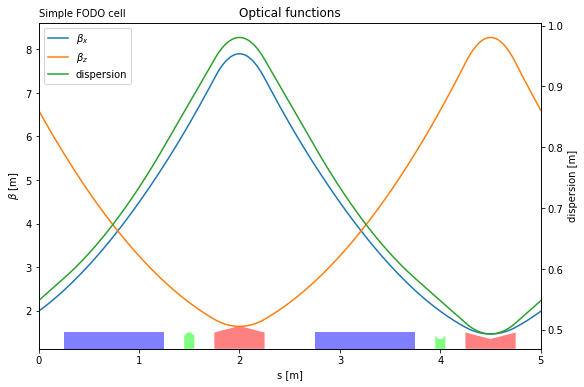 Simple FODO cell
Optical functions
βx
βz
dispersion
8
7
6
5
4
3
2
β [m]
1.0
0.9
0.8
0.7
0.6
0.5
dispersion [m]
0 1 2 3 4 5
s [m]